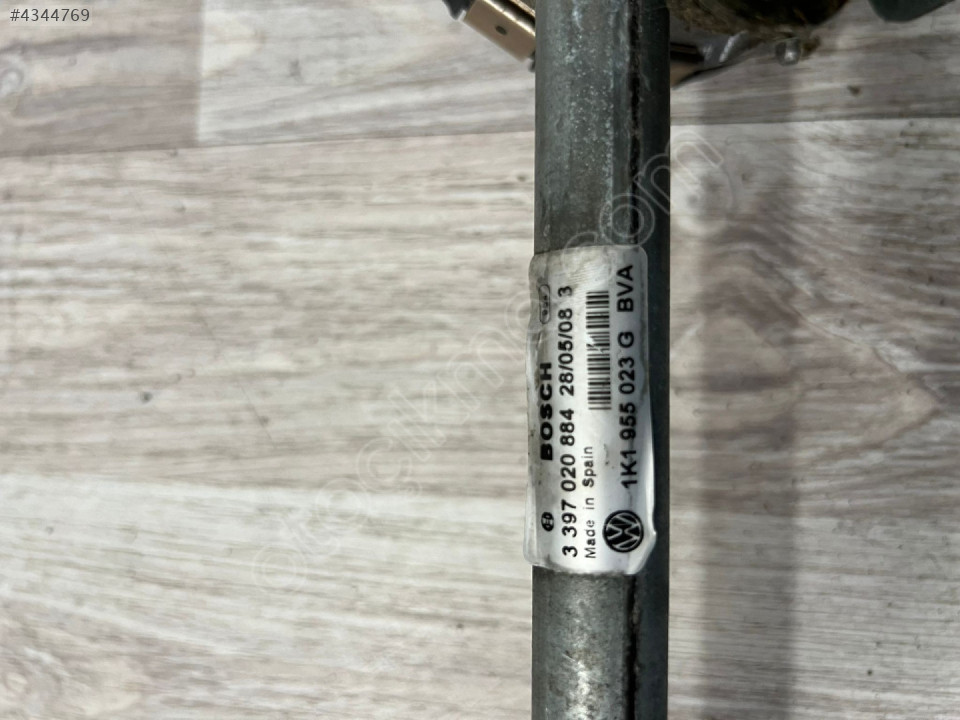 #4344769
BOSCH
3 397 020 884 28/05/08 3
Made in Spain
1K1 955 023 G BVA